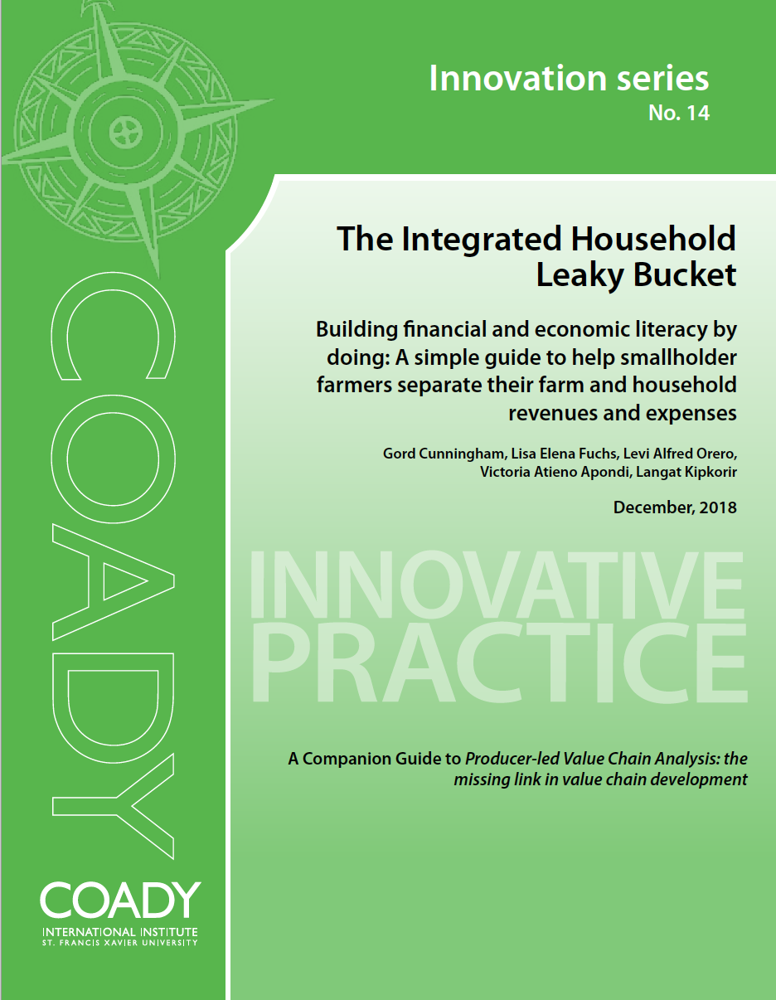 Innovation series
No. 14
The Integrated Household
Leaky Bucket
Building financial and economic literacy by
doing: A simple guide to help smallholder
farmers separate their farm and household
revenues and expenses
Gord Cunningham, Lisa Elena Fuchs, Levi Alfred Orero,
Victoria Atieno Apondi, Langat Kipkorir
December, 2018
INNOVATIVE
PRACTICE
A Companion Guide to Producer-led Value Chain Analysis: the
missing link in value chain development
COADY
COADY
INTERNATIONAL INSTITUTE
ST. FRANCIS XAVIER UNIVERSITY